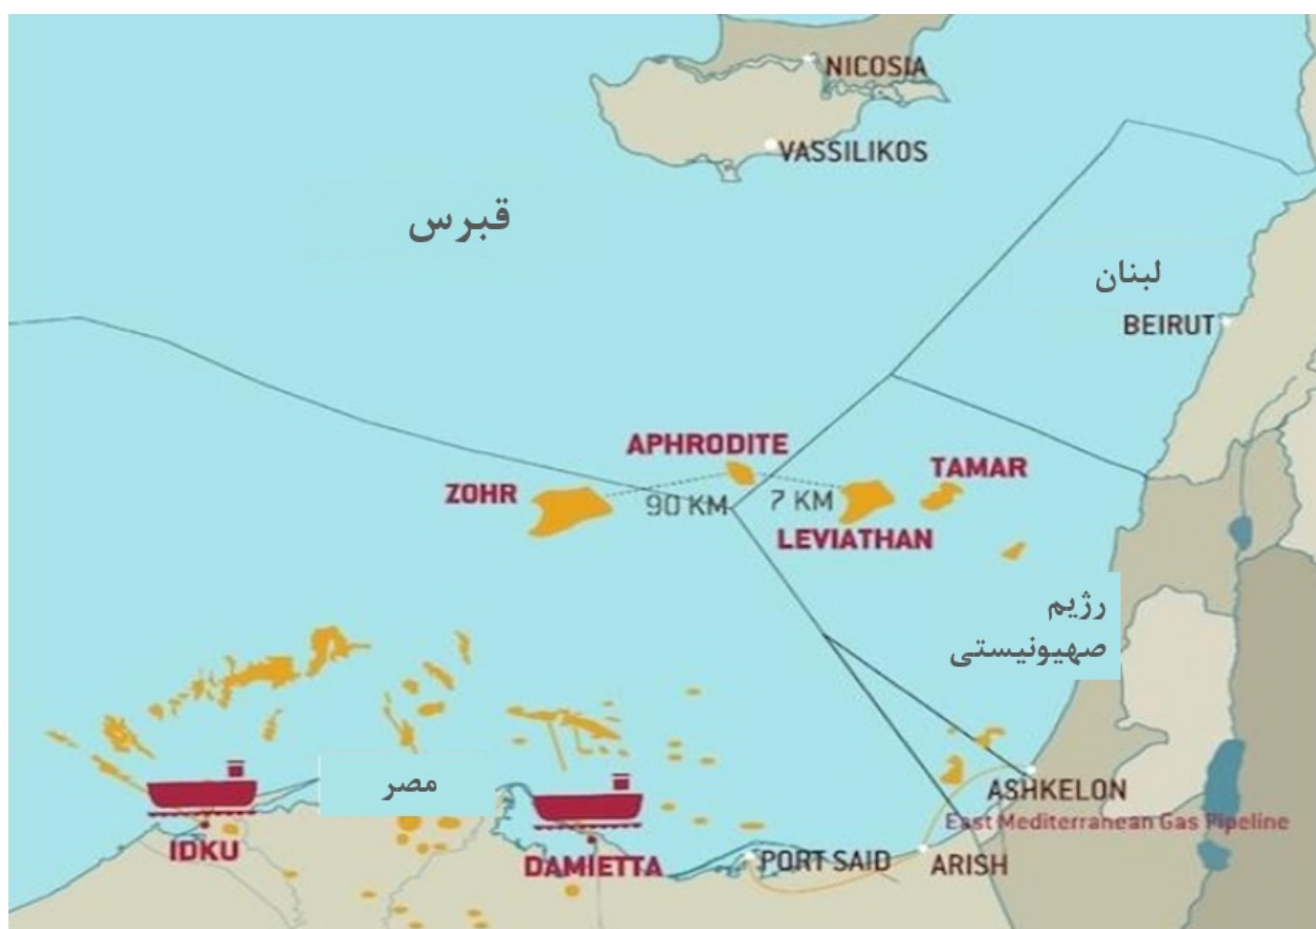 NICOSIA
VASSILIKOS
قبرس
لبنان
BEIRUT
APHRODITE
TAMAR
ZOHR
90 KM
7 KM
LEVIATHAN
رژیم
صهیونیستی
مصر
ASHKELON
East Mediterranean Gas Pipeline
IDKU
DAMIETTA
PORT SAID
ARISH